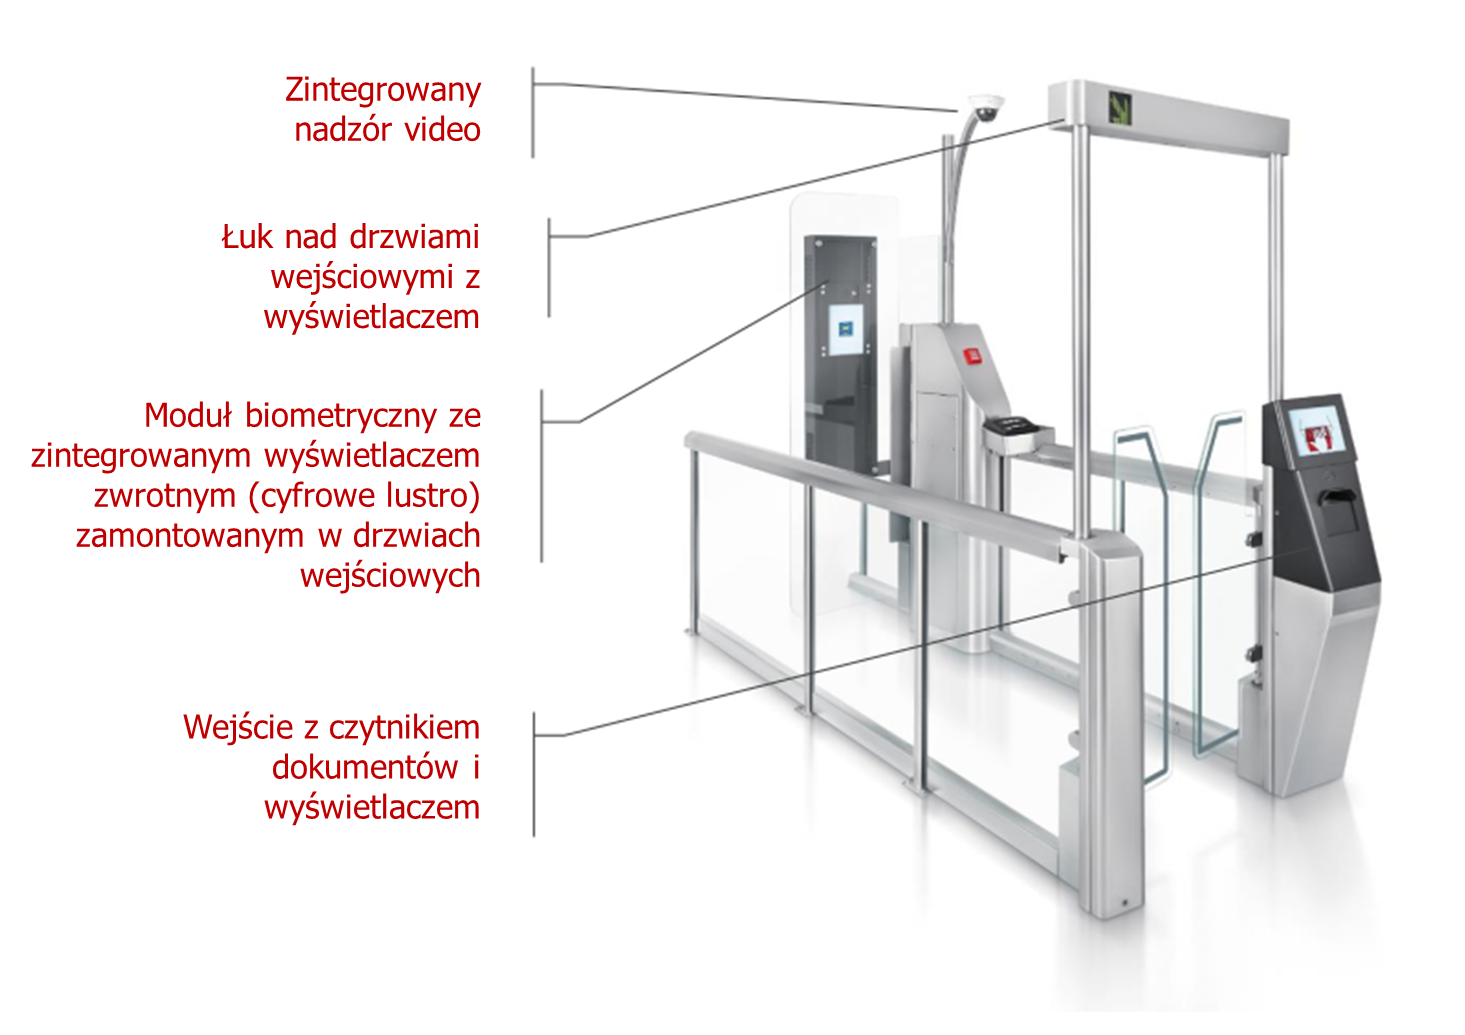 Zintegrowany
nadzór video
Łuk nad drzwiami
wejściowymi z
wyświetlaczem
Moduł biometryczny ze
zintegrowanym wyświetlaczem
zwrotnym (cyfrowe lustro)
zamontowanym w drzwiach
wejściowych
Wejście z czytnikiem
dokumentów i
wyświetlaczem